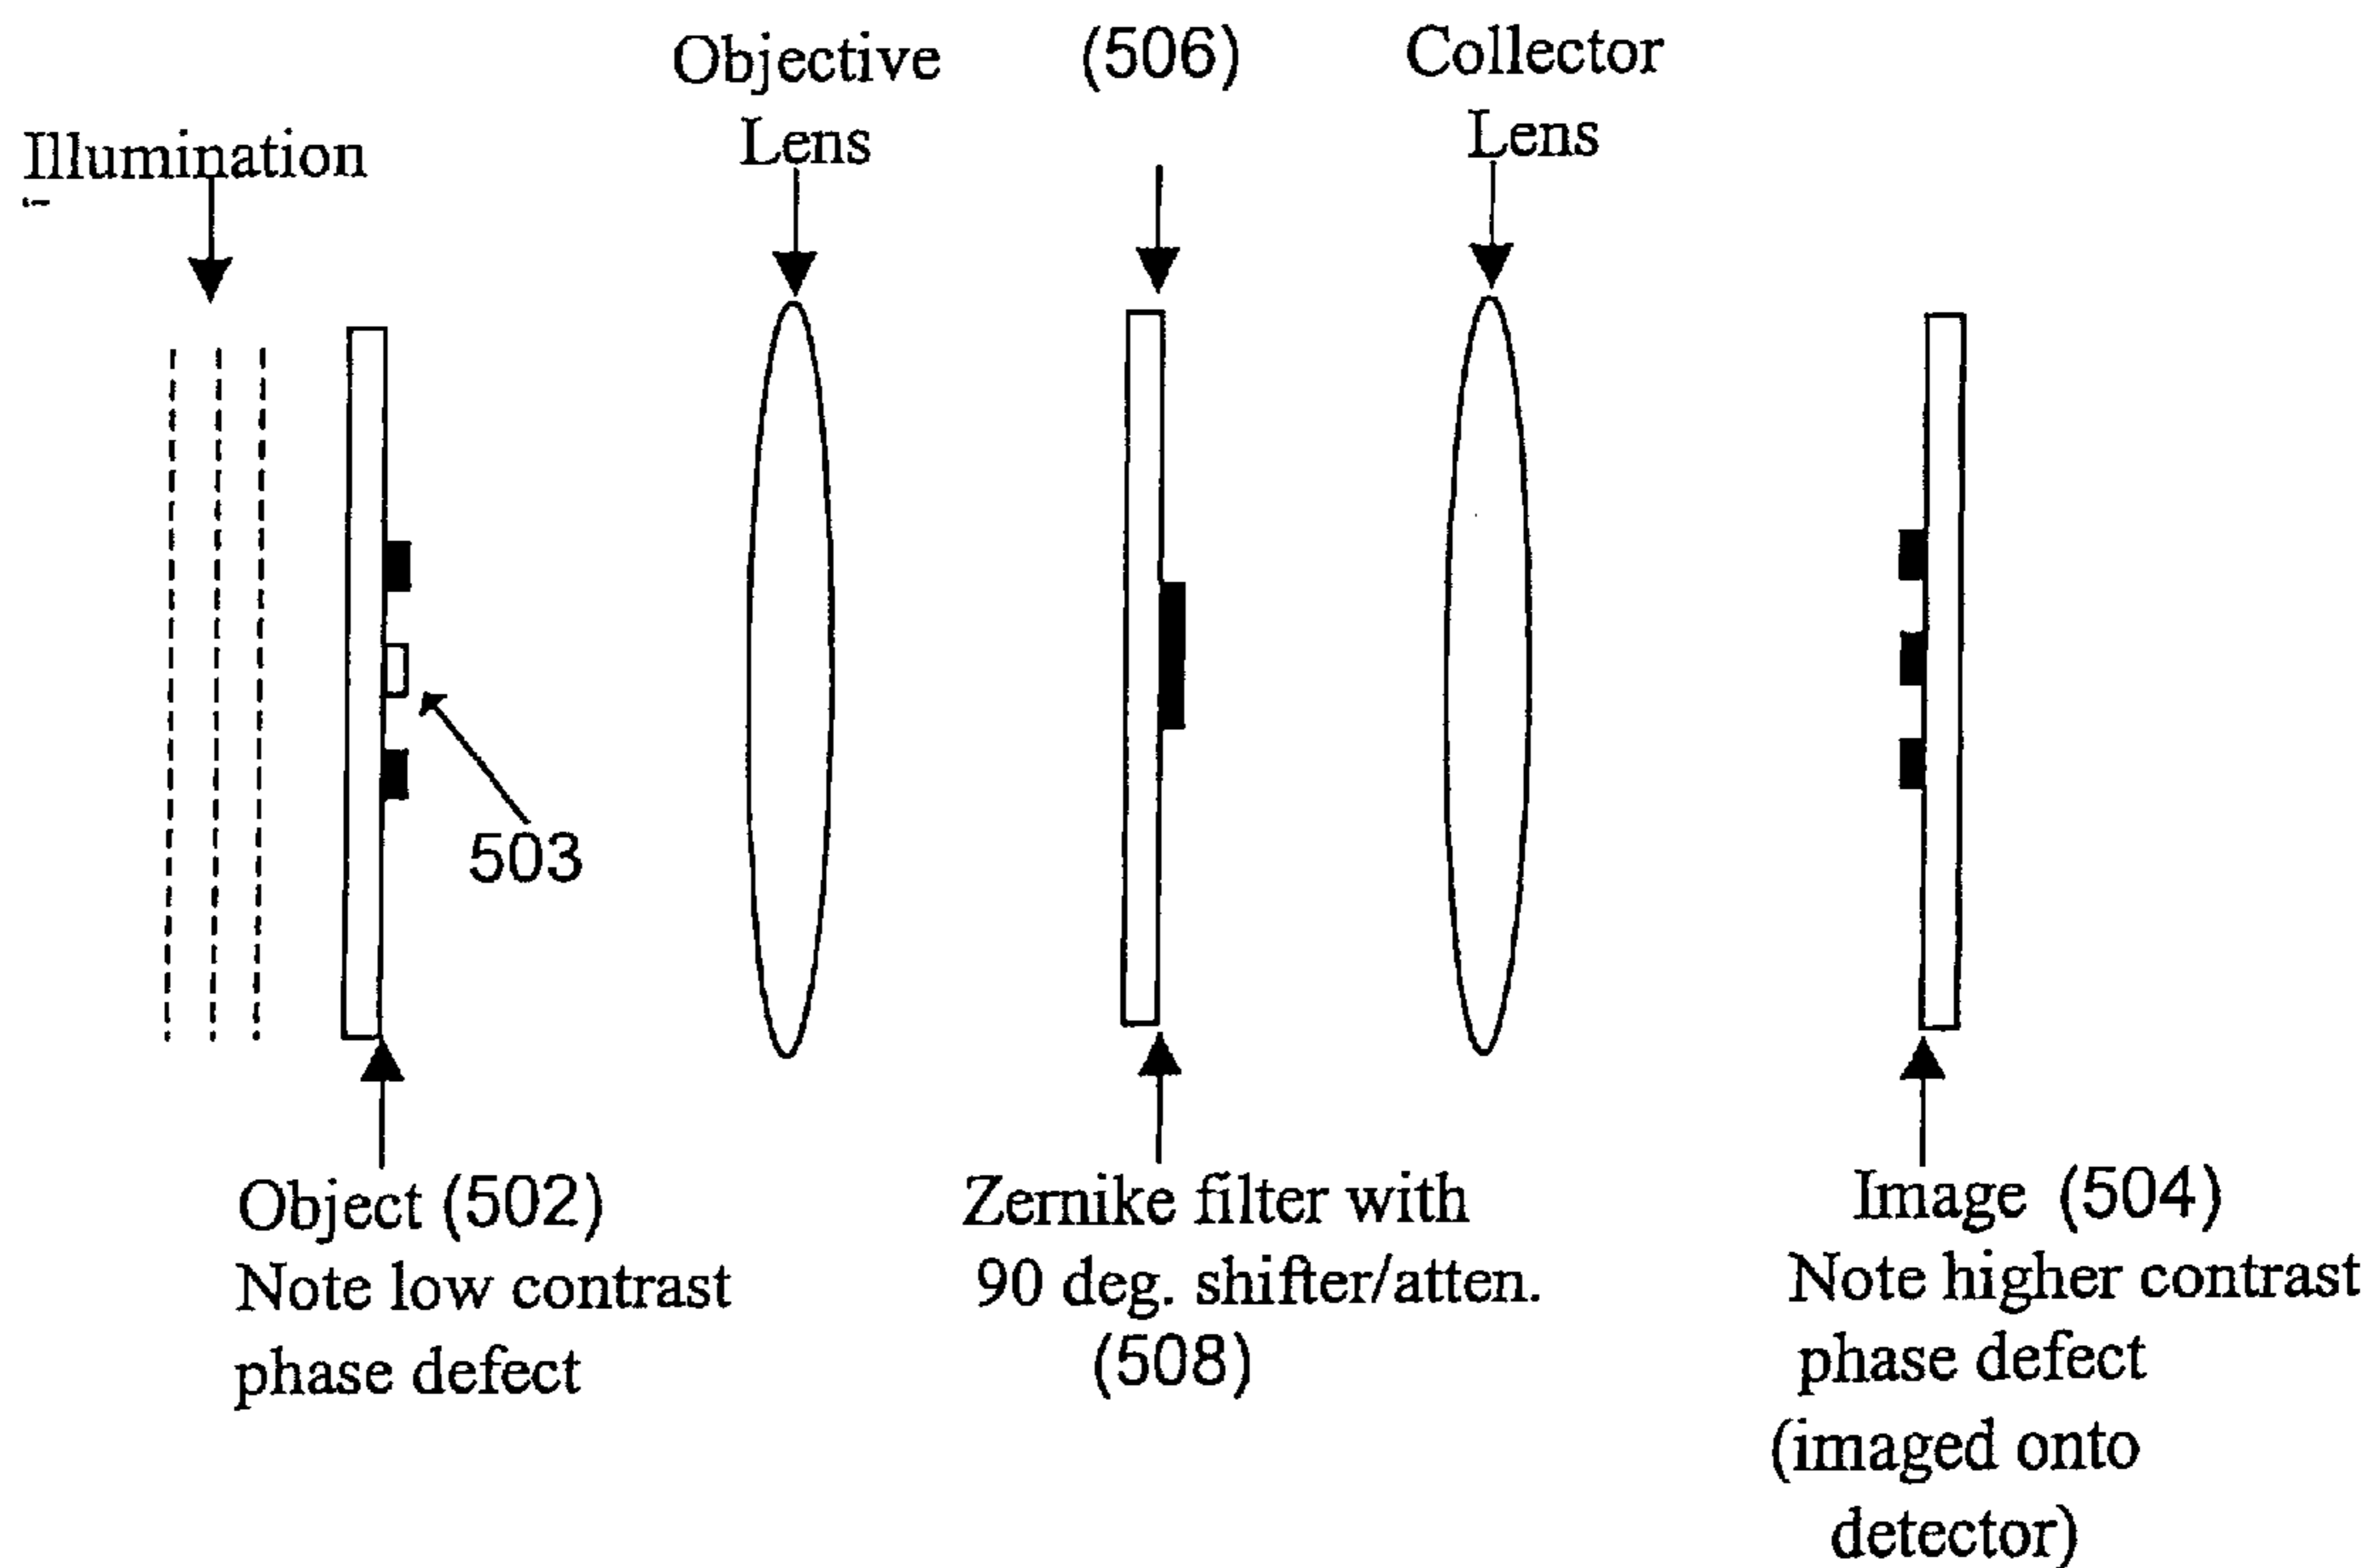 Illumination
Objective
Lens
(506)
Collector
Lens
503
Object (502)
Note low contrast
phase defect
Zernike filter with
90 deg. shifter/atten.
(508)
Image (504)
Note higher contrast
phase defect
(imaged onto
detector)